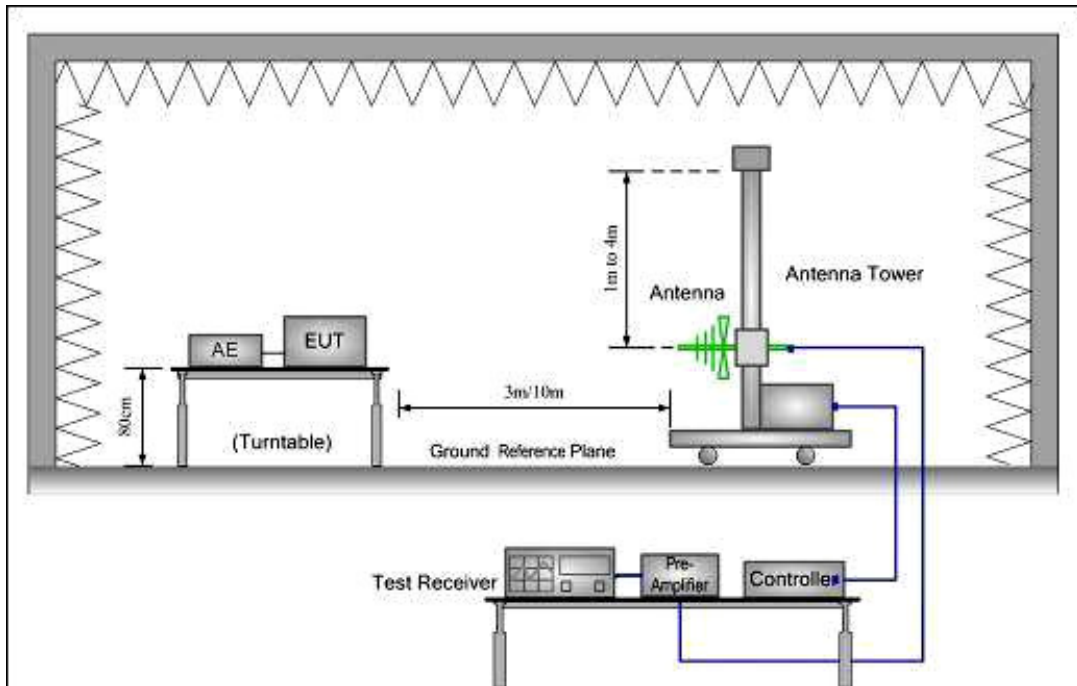 1m to 4m
Antenna
Antenna Tower
AE
EUT
80cm
3m/10m
(Turntable)
Ground Reference Plane
Test Receiver
Pre-
Amplifier
Controller